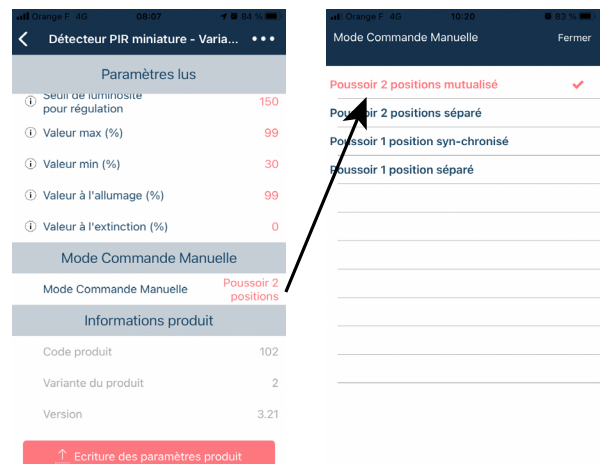 Orange F 4G 08:07 84 %
Détecteur PIR miniature - Varia...
Paramètres lus
Seuil de luminosité
pour régulation 150
Valeur max (%) 99
Valeur min (%) 30
Valeur à l'allumage (%) 99
Valeur à l'extinction (%) 0
Mode Commande Manuelle
Mode Commande Manuelle Poussoir 2
positions
Informations produit
Code produit 102
Variante du produit 2
Version 3.21
Ecriture des paramètres produit
Orange F 4G 10:20 83 %
Mode Commande Manuelle Fermer
Poussoir 2 positions mutualisé
Poussoir 2 positions séparé
Poussoir 1 position syn-chronisé
Poussoir 1 position séparé